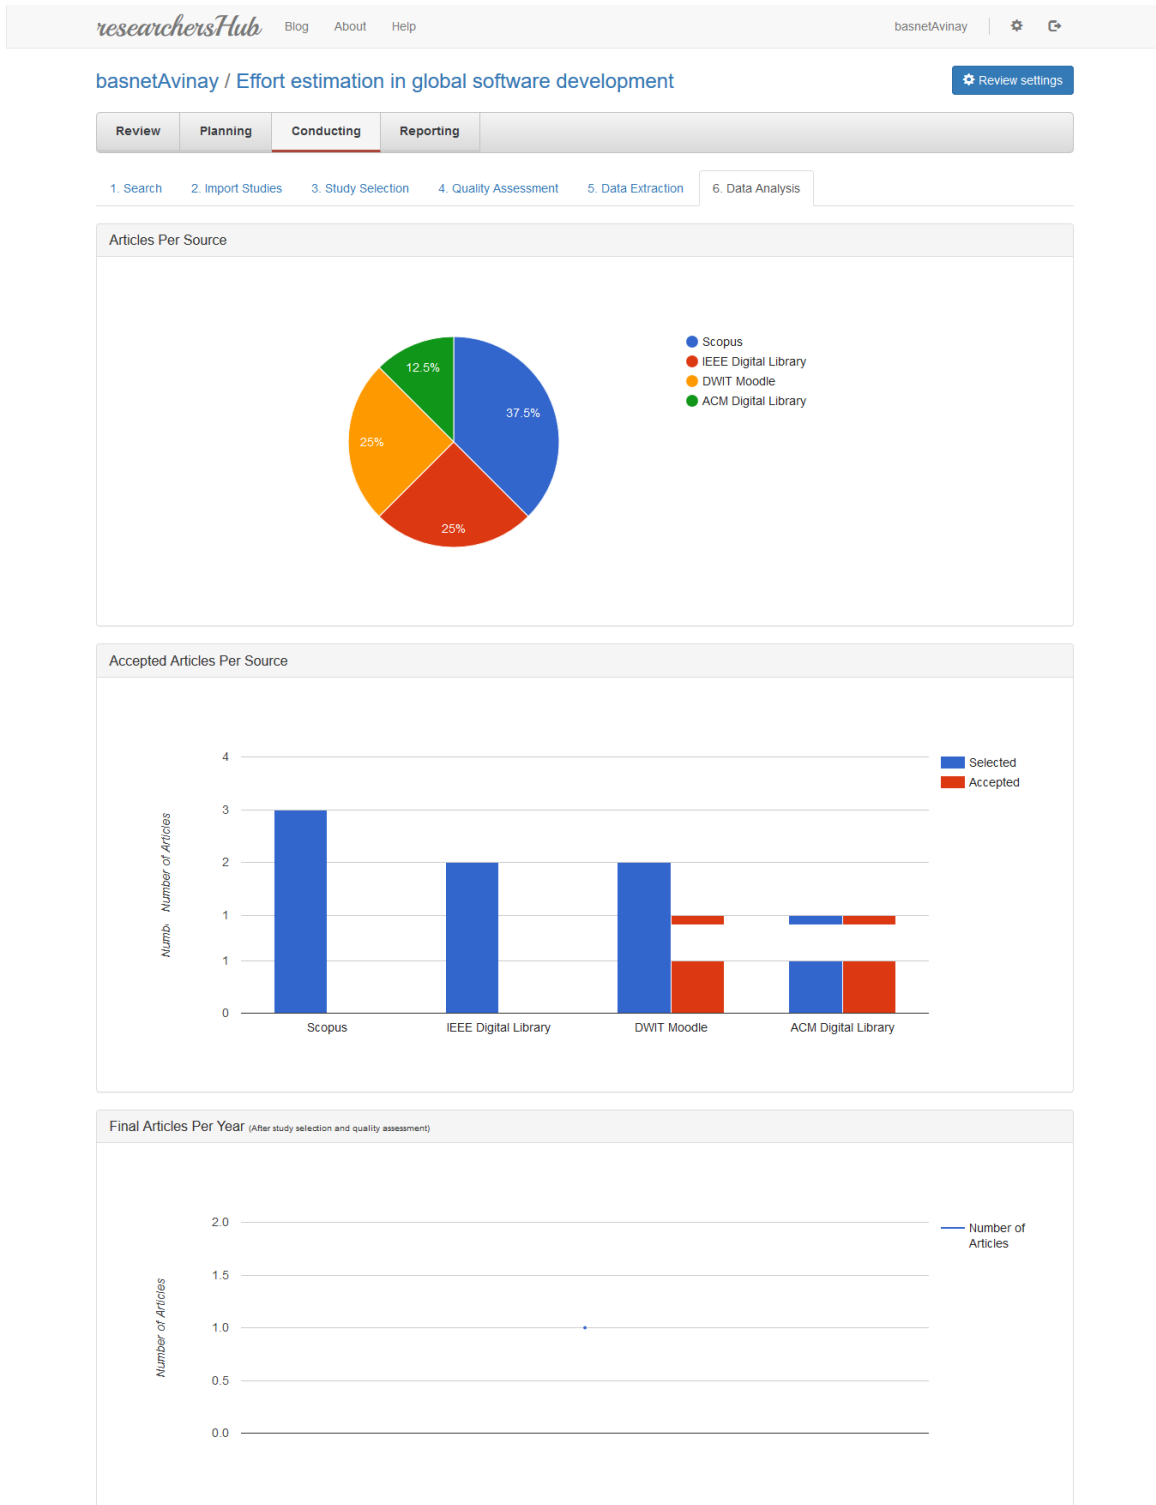 researchersHub Blog About Help basnetAvinay
basnetAvinay / Effort estimation in global software development Review settings
Review Planning Conducting Reporting
1. Search 2. Import Studies 3. Study Selection 4. Quality Assessment 5. Data Extraction 6. Data Analysis
Articles Per Source
12.5%
37.5%
25%
25%
Scopus
IEEE Digital Library
DWIT Moodle
ACM Digital Library
Accepted Articles Per Source
Number of Articles
Numb
4
3
2
1
1
0
Scopus IEEE Digital Library DWIT Moodle ACM Digital Library
Selected
Accepted
Final Articles Per Year (After study selection and quality assessment)
Number of Articles
2.0
1.5
1.0
0.5
0.0
Number of
Articles